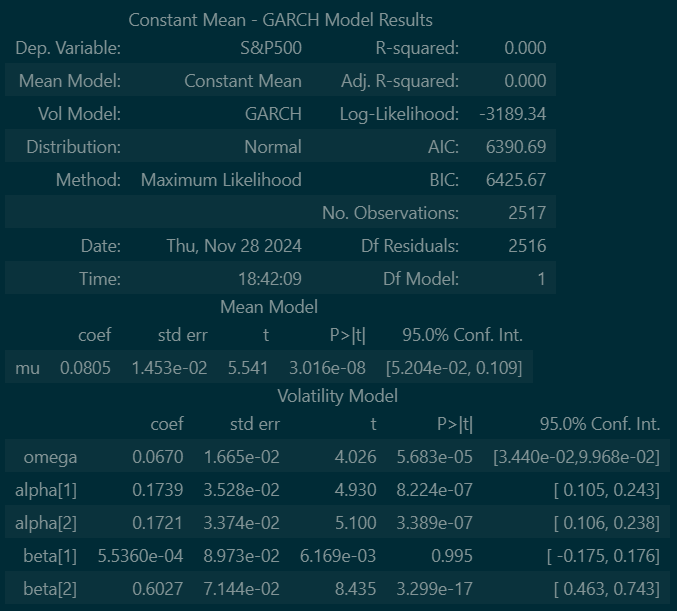 Constant Mean - GARCH Model Results
Dep. Variable: S&P500 R-squared: 0.000
Mean Model: Constant Mean Adj. R-squared: 0.000
Vol Model: GARCH Log-Likelihood: -3189.34
Distribution: Normal AIC: 6390.69
Method: Maximum Likelihood BIC: 6425.67
No. Observations: 2517
Date: Thu, Nov 28 2024 Df Residuals: 2516
Time: 18:42:09 Df Model: 1
Mean Model
coef std err t P>|t| 95.0% Conf. Int.
mu 0.0805 1.453e-02 5.541 3.016e-08 [5.204e-02, 0.109]
Volatility Model
coef std err t P>|t| 95.0% Conf. Int.
omega 0.0670 1.665e-02 4.026 5.683e-05 [3.440e-02,9.968e-02]
alpha[1] 0.1739 3.528e-02 4.930 8.224e-07 [ 0.105, 0.243]
alpha[2] 0.1721 3.374e-02 5.100 3.389e-07 [ 0.106, 0.238]
beta[1] 5.5360e-04 8.973e-02 6.169e-03 0.995 [ -0.175, 0.176]
beta[2] 0.6027 7.144e-02 8.435 3.299e-17 [ 0.463, 0.743]